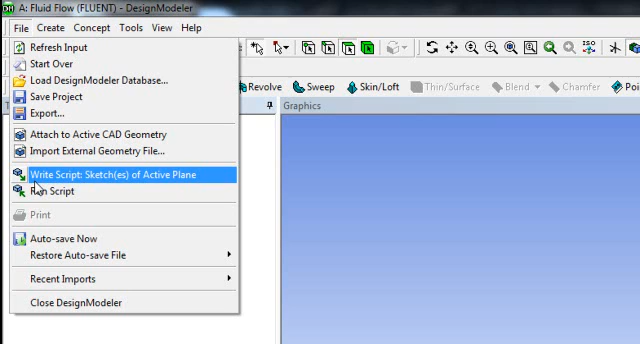 A: Fluid Flow (FLUENT) - DesignModeler
File Create Concept Tools View Help
Refresh Input
Start Over
Load DesignModeler Database...
Save Project
Export...
Attach to Active CAD Geometry
Import External Geometry File...
Write Script: Sketch(es) of Active Plane
Run Script
Print
Auto-save Now
Restore Auto-save File
Recent Imports
Close DesignModeler
ISO
Revolve Sweep Skin/Loft Thin/Surface Blend Chamfer Poi
Graphics